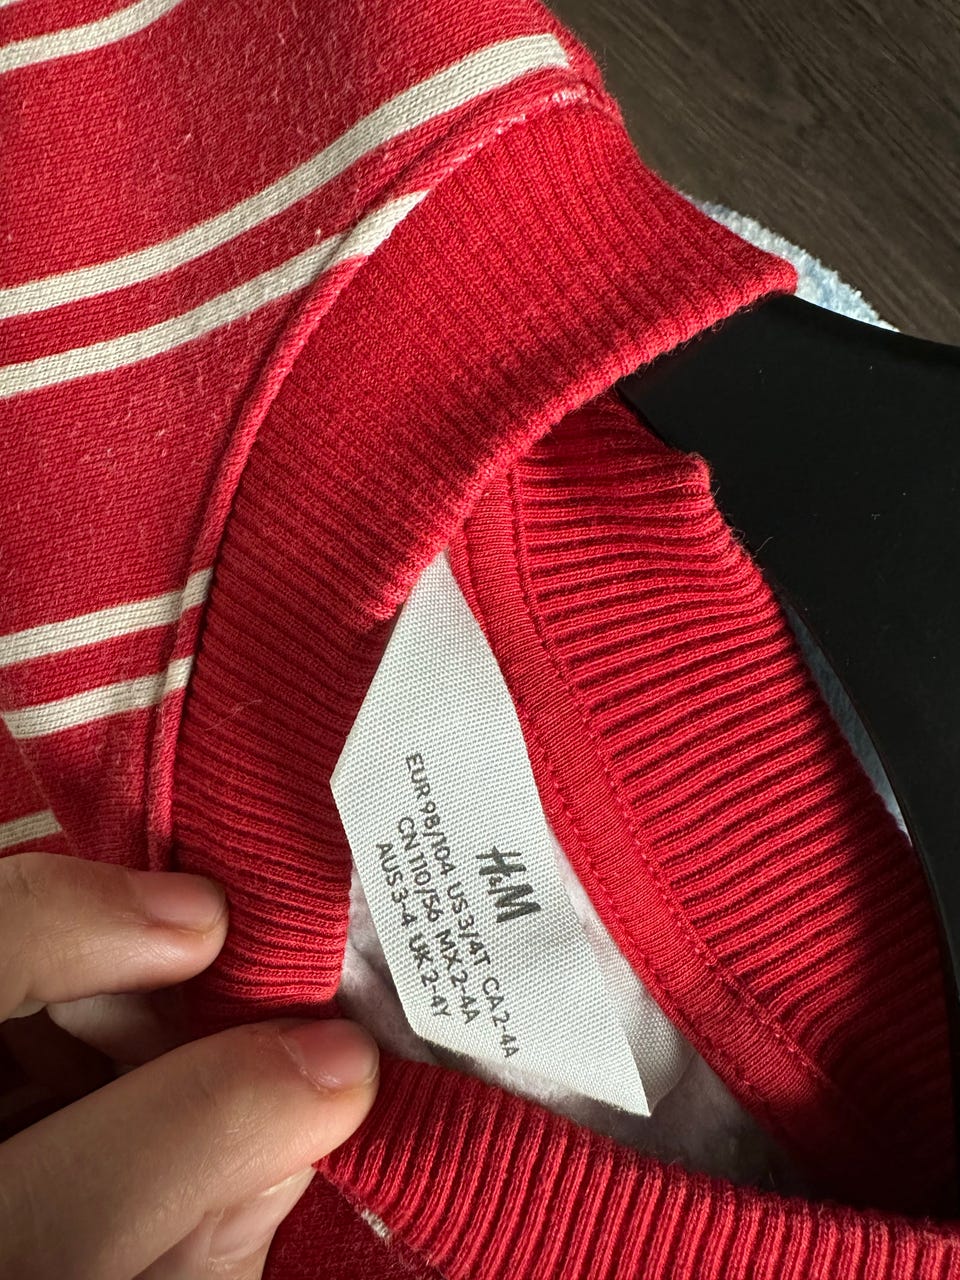 H&M
EUR 98/104 US 3/4T CA 2-4A
CN 110/56 MX 2-4A
AUS 3-4 UK 2-4Y